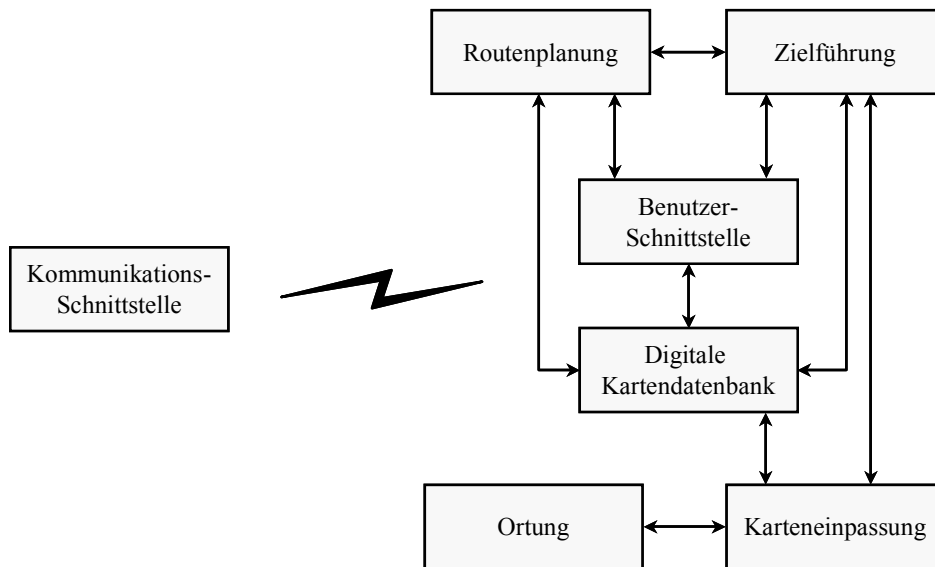 Routenplanung
Zielführung
Benutzer-
Schnittstelle
Kommunikations-
Schnittstelle
Digitale
Kartendatenbank
Ortung
Karteneinpassung